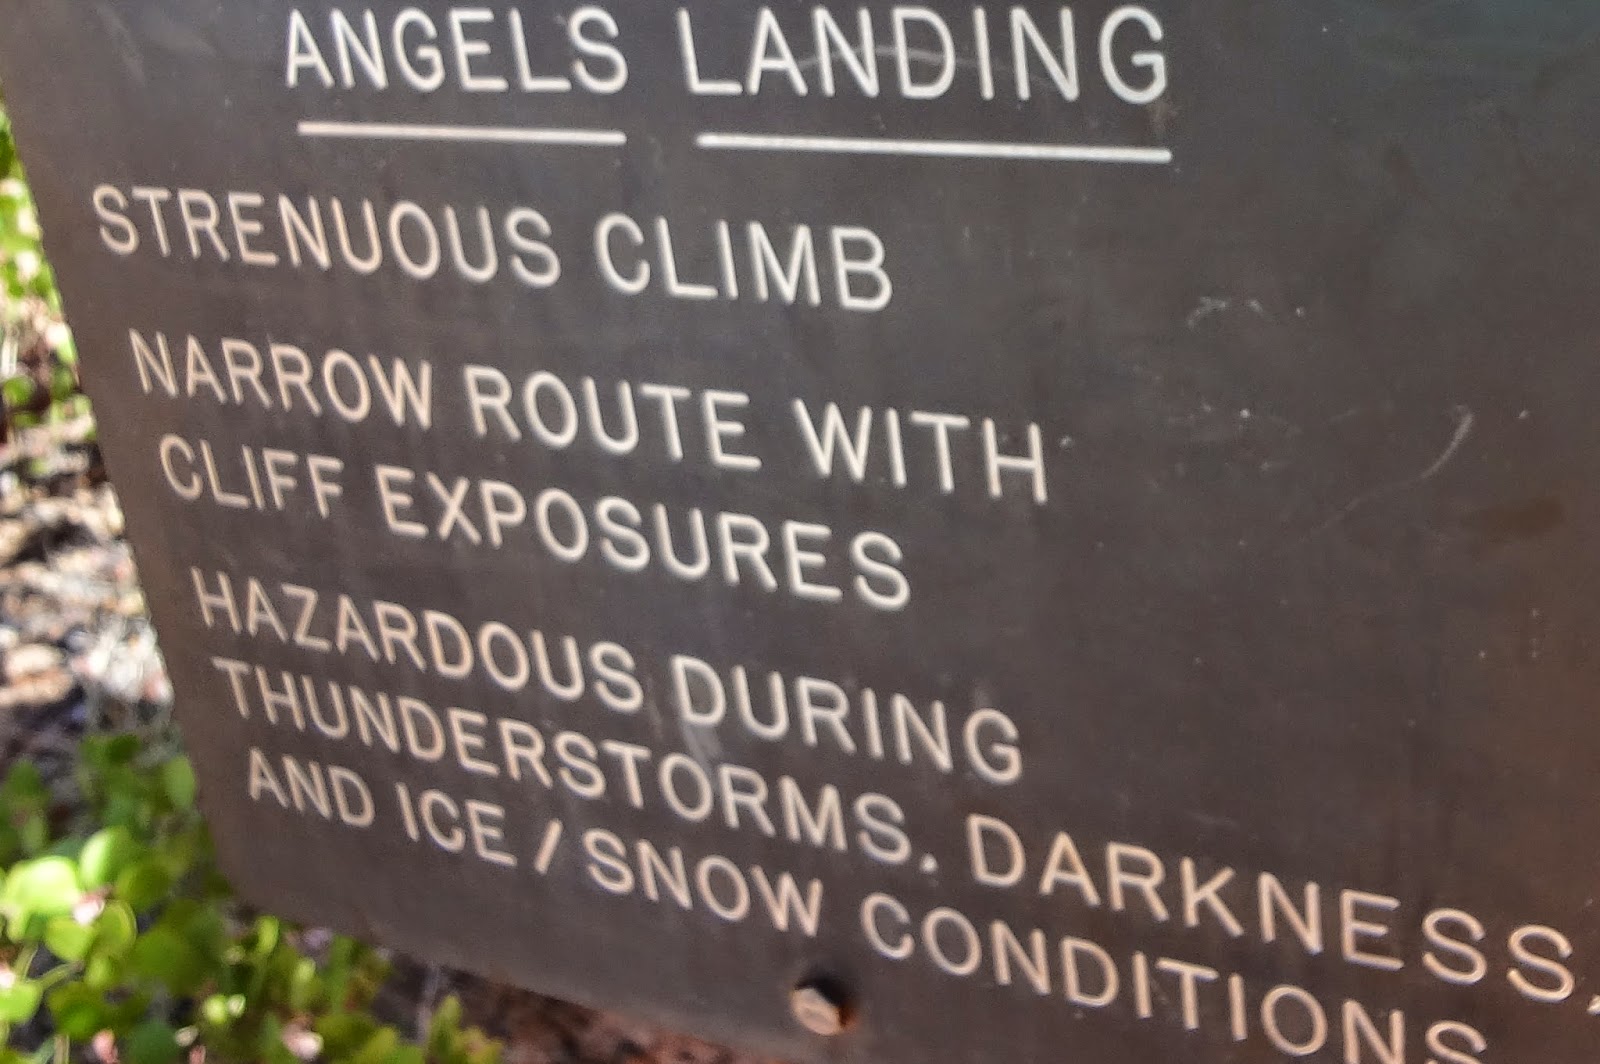 ANGELS LANDING
STRENUOUS CLIMB
NARROW ROUTE WITH
CLIFF EXPOSURES
HAZARDOUS DURING
THUNDERSTORMS, DARKNESS,
AND ICE / SNOW CONDITIONS